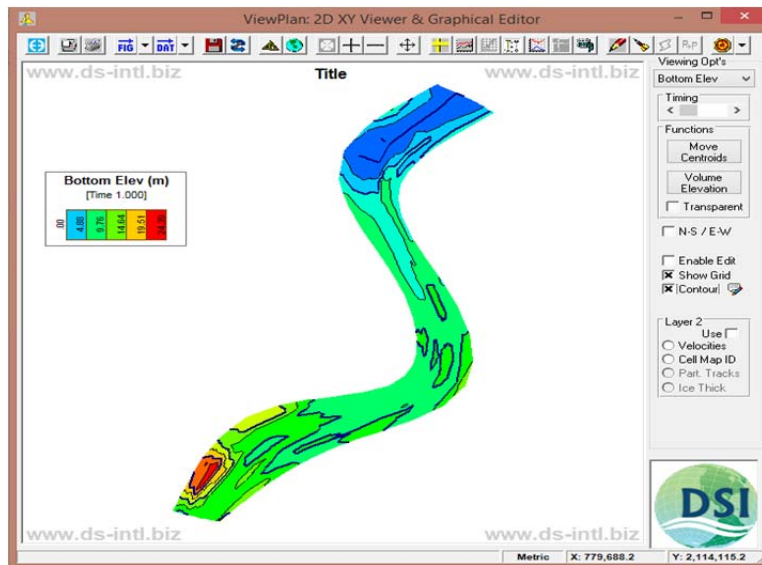 ViewPlan: 2D XY Viewer & Graphical Editor
FIG
DAT
R₂P
www.ds-intl.biz
Title
www.ds-intl.biz
Bottom Elev (m)
[Time 1.000]
.00
4.88
9.76
14.64
19.51
24.39
www.ds-intl.biz
www.ds-intl.biz
Viewing Opt's
Bottom Elev
Timing
Functions
Move
Centroids
Volume
Elevation
Transparent
N-S / E-W
Enable Edit
Show Grid
Contour
Layer 2
Use
Velocities
Cell Map ID
Part. Tracks
Ice Thick
DSI
Metric
X: 779,688.2
Y: 2,114,115.2